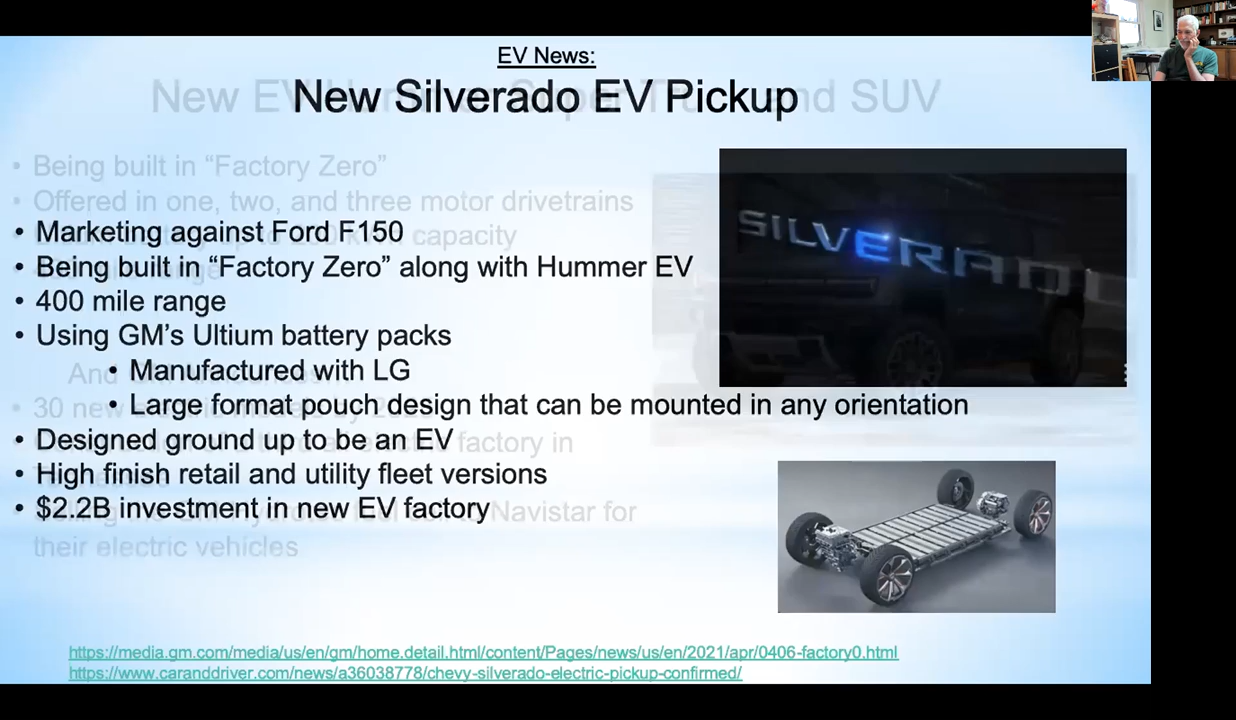 EV News:
New Silverado EV Pickup
New EV and SUV
• Being built in “Factory Zero”
• Offered in one, two, and three motor drivetrains
• Marketing against Ford F150
capacity
• Being built in “Factory Zero” along with Hummer EV
• 400 mile range
• Using GM’s Ultium battery packs
And
• Manufactured with LG
• 30 new
• Large format pouch design that can be mounted in any orientation
• Designed ground up to be an EV
factory in
• High finish retail and utility fleet versions
• $2.2B investment in new EV factory
Navistar for
their electric vehicles
SILVERADO
https://media.gm.com/media/us/en/gm/home.detail.html/content/Pages/news/us/en/2021/apr/0406-factory0.html
https://www.caranddriver.com/news/a36038778/chevy-silverado-electric-pickup-confirmed/